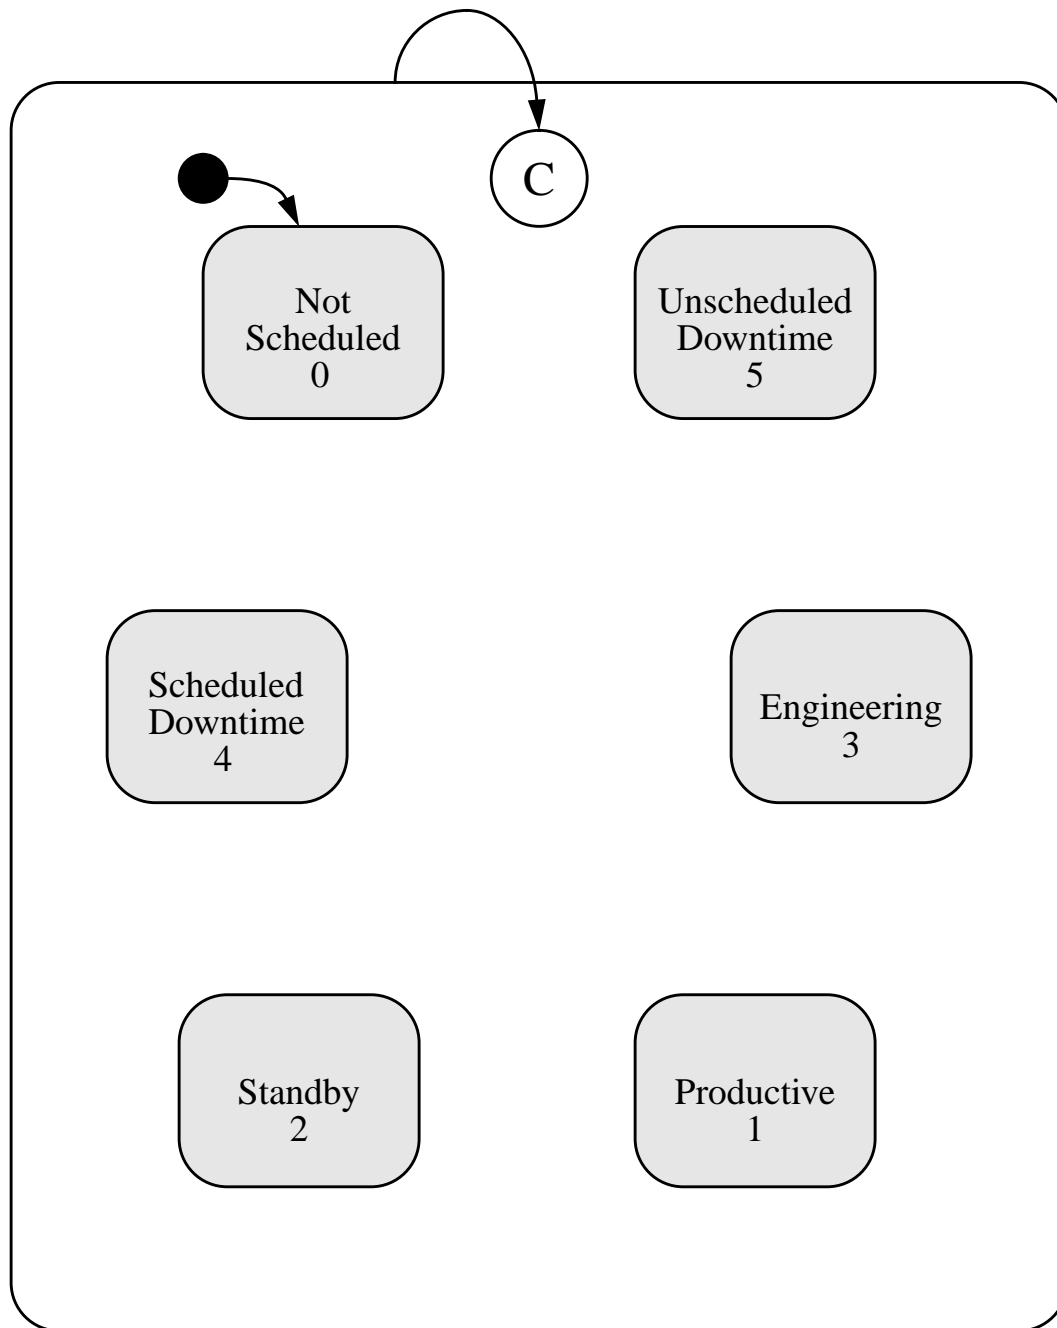 C
Not
Scheduled
0
Unscheduled
Downtime
5
Scheduled
Downtime
4
Engineering
3
Standby
2
Productive
1